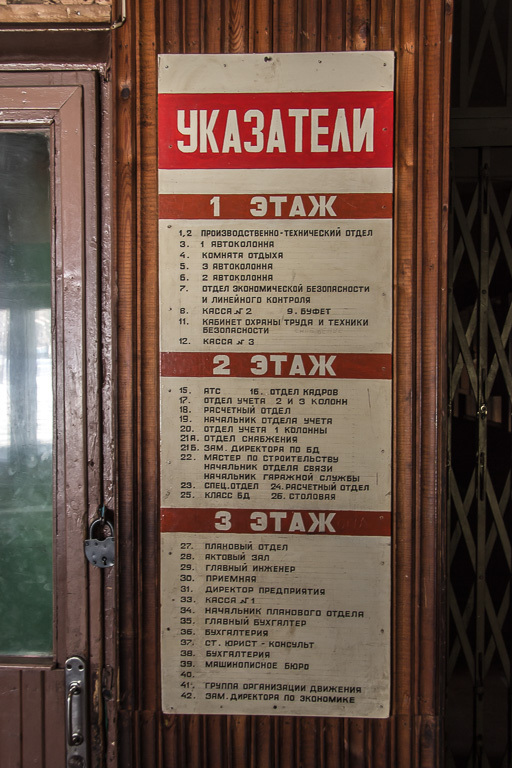 УКАЗАТЕЛИ
1 ЭТАЖ
1,2 ПРОИЗВОДСТВЕННО-ТЕХНИЧЕСКИЙ ОТДЕЛ
3. 1 АВТОКОЛОННА
4. КОМНАТА ОТДЫХА
5. 3 АВТОКОЛОННА
6. 2 АВТОКОЛОННА
7. ОТДЕЛ ЭКОНОМИЧЕСКОЙ БЕЗОПАСНОСТИ
И ЛИНЕЙНОГО КОНТРОЛЯ
8. КАССА №2 9. БУФЕТ
11. КАБИНЕТ ОХРАНЫ ТРУДА И ТЕХНИКИ
БЕЗОПАСНОСТИ
12. КАССА №3
2 ЭТАЖ
15. АТС 16. ОТДЕЛ КАДРОВ
17. ОТДЕЛ УЧЕТА 2 И 3 КОЛОНН
18. РАСЧЕТНЫЙ ОТДЕЛ
19. НАЧАЛЬНИК ОТДЕЛА УЧЕТА
20. ОТДЕЛ УЧЕТА 1 КОЛОННЫ
21А. ОТДЕЛ СНАБЖЕНИЯ
21Б. ЗАМ. ДИРЕКТОРА ПО БД
22. МАСТЕР ПО СТРОИТЕЛЬСТВУ
НАЧАЛЬНИК ОТДЕЛА СВЯЗИ
НАЧАЛЬНИК ГАРАЖНОЙ СЛУЖБЫ
23. СПЕЦ.ОТДЕЛ 24.РАСЧЕТНЫЙ ОТДЕЛ
25. КЛАСС БД 26. СТОЛОВАЯ
3 ЭТАЖ
27. ПЛАНОВЫЙ ОТДЕЛ
28. АКТОВЫЙ ЗАЛ
29. ГЛАВНЫЙ ИНЖЕНЕР
30. ПРИЕМНАЯ
31. ДИРЕКТОР ПРЕДПРИЯТИЯ
33. КАССА №1
34. НАЧАЛЬНИК ПЛАНОВОГО ОТДЕЛА
35. ГЛАВНЫЙ БУХГАЛТЕР
36. БУХГАЛТЕРИЯ
37. СТ. ЮРИСТ - КОНСУЛЬТ
38. БУХГАЛТЕРИЯ
39. МАШИНОПИСНОЕ БЮРО
40.
41. ГРУППА ОРГАНИЗАЦИИ ДВИЖЕНИЯ
42. ЗАМ. ДИРЕКТОРА ПО ЭКОНОМИКЕ